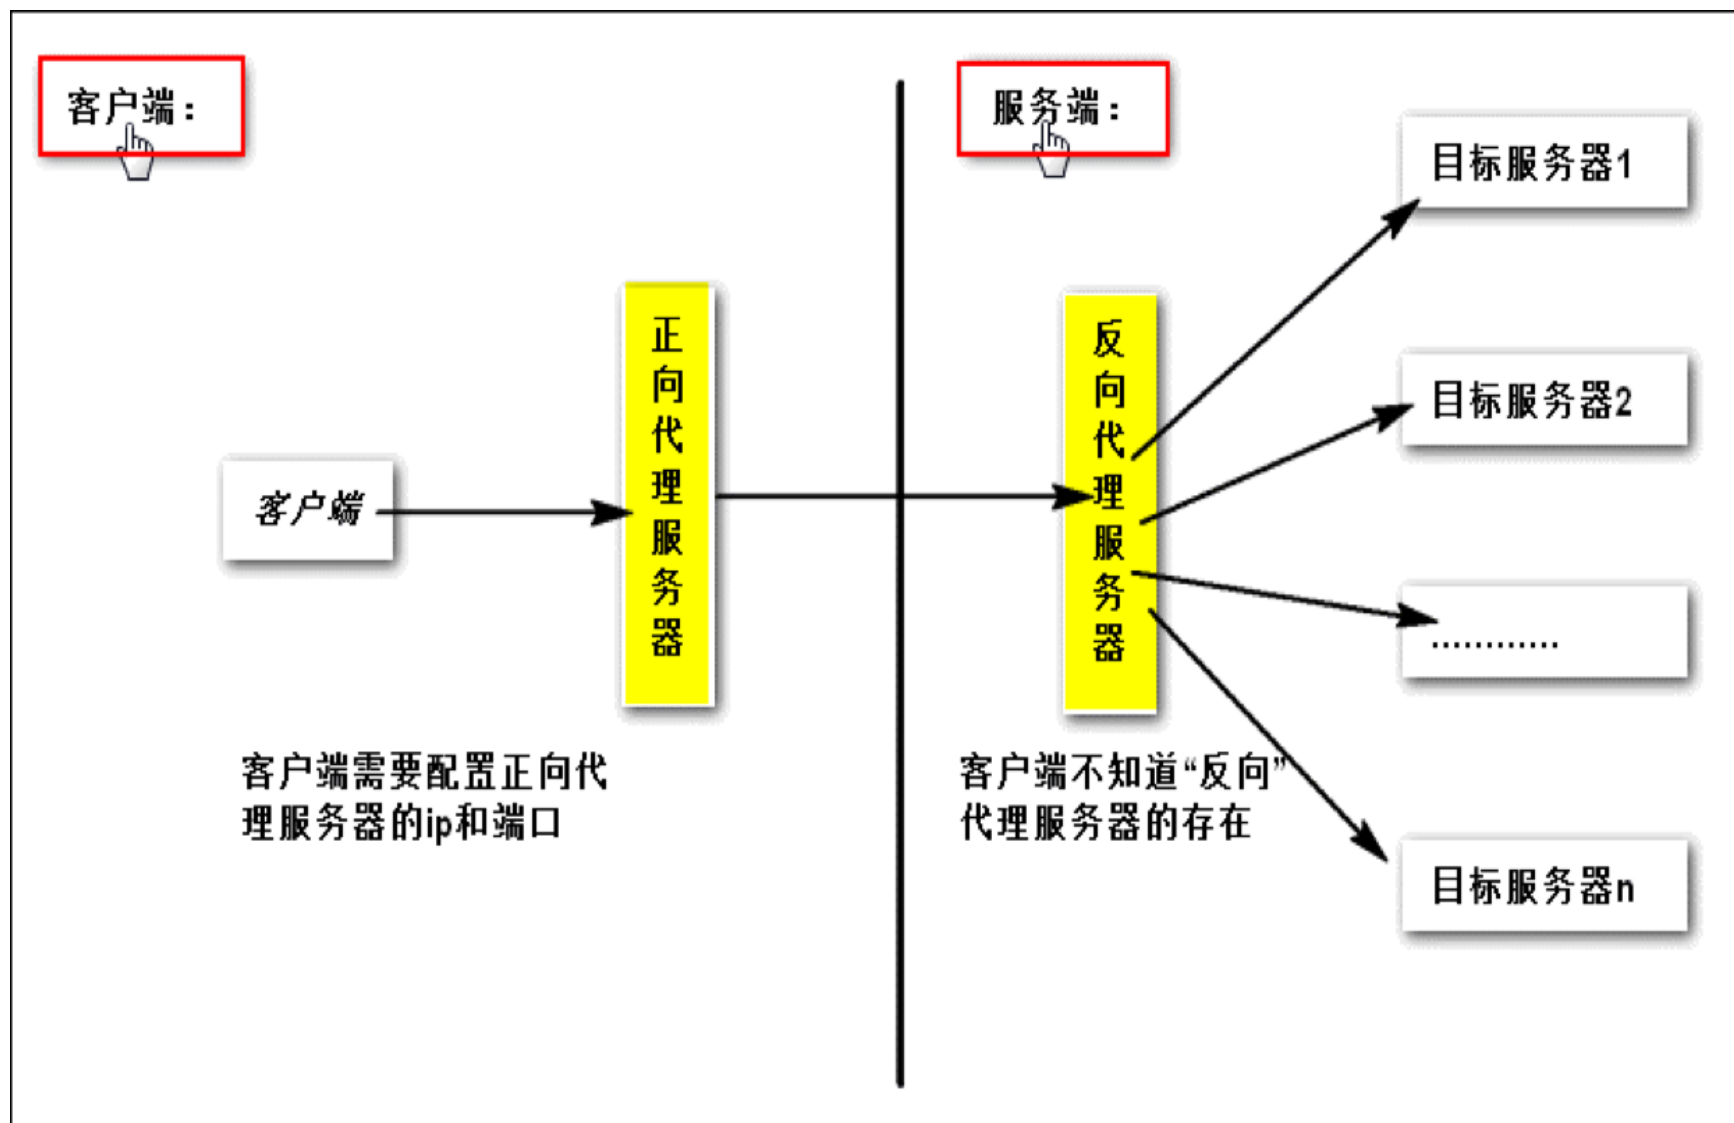 客户端：
服务端：
目标服务器1
目标服务器2
............
目标服务器n
客户端
正向代理服务器
反向代理服务器
客户端需要配置正向代
理服务器的ip和端口
客户端不知道“反向”
代理服务器的存在